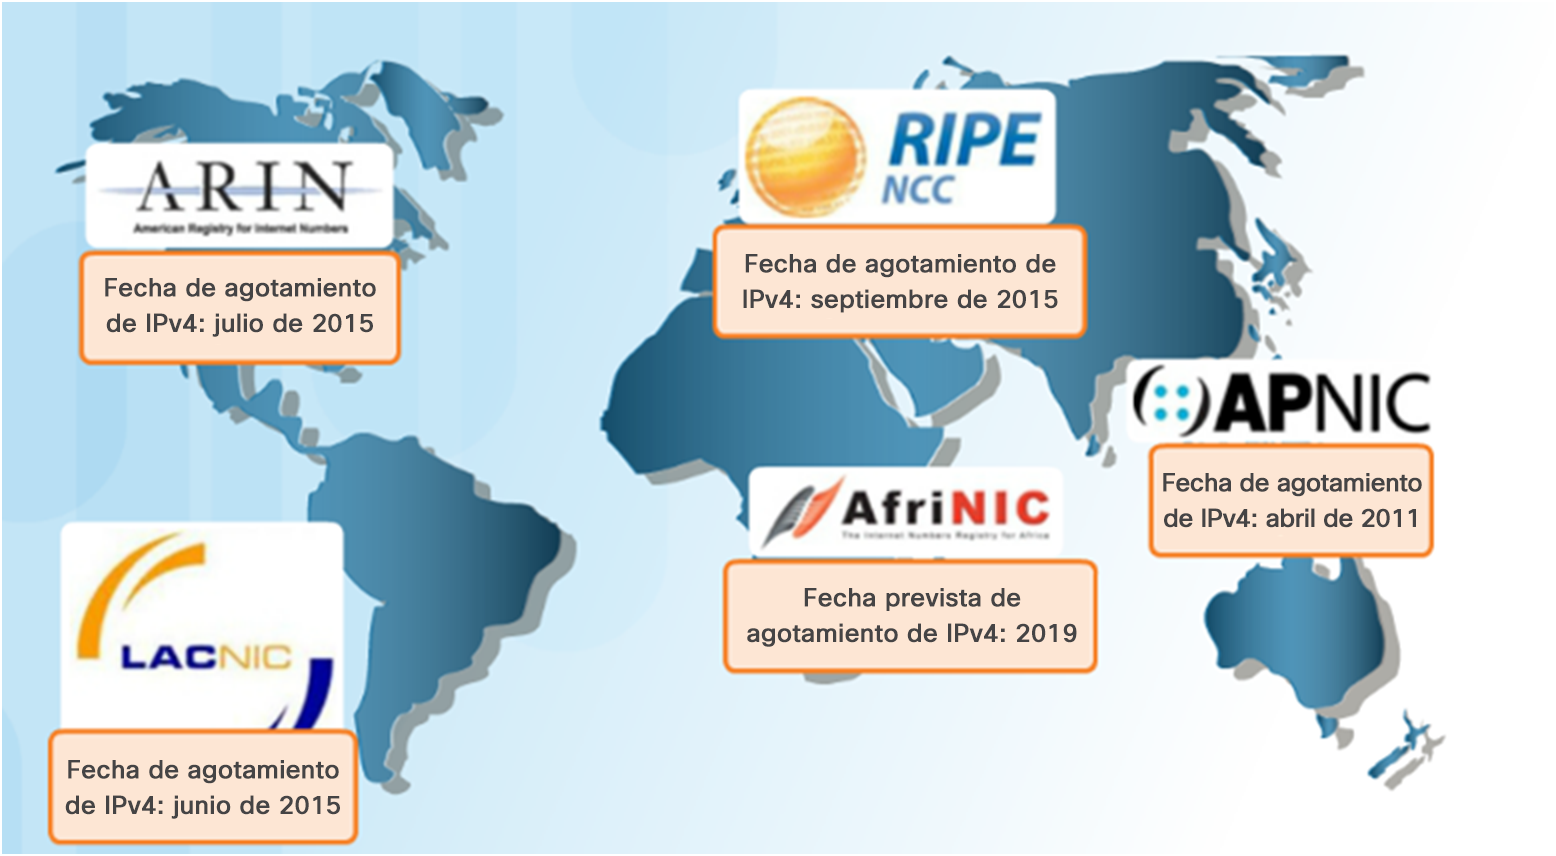 ARIN
American Registry for Internet Numbers
Fecha de agotamiento
de IPv4: julio de 2015
RIPE
NCC
Fecha de agotamiento de
IPv4: septiembre de 2015
APNIC
Fecha de agotamiento
de IPv4: abril de 2011
AfriNIC
The Internet Numbers Registry for Africa
Fecha prevista de
agotamiento de IPv4: 2019
LACNIC
Fecha de agotamiento
de IPv4: junio de 2015